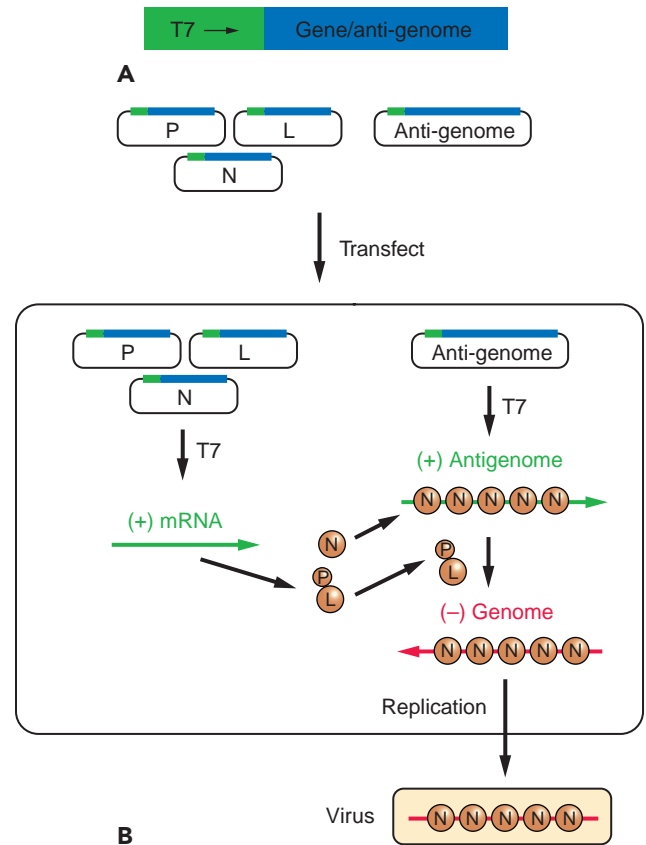 T7 → Gene/anti-genome
A
P L Anti-genome
N
Transfect
P L Anti-genome
N
T7 T7
(+) Antigenome
N N N N N
(+) mRNA
N
P
L
P
L
(–) Genome
N N N N N
Replication
Virus N N N N N
B